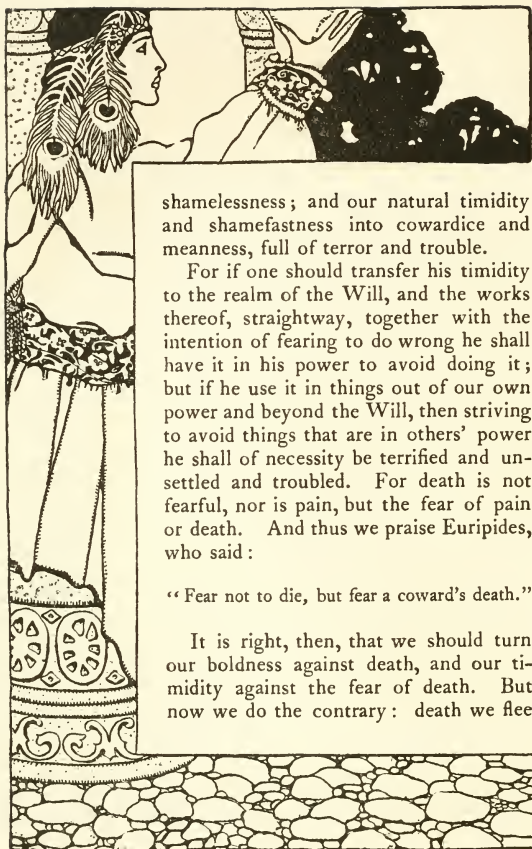 shamelessness; and our natural timidity
and shamefastness into cowardice and
meanness, full of terror and trouble.
For if one should transfer his timidity
to the realm of the Will, and the works
thereof, straightway, together with the
intention of fearing to do wrong he shall
have it in his power to avoid doing it;
but if he use it in things out of our own
power and beyond the Will, then striving
to avoid things that are in others' power
he shall of necessity be terrified and un-
settled and troubled. For death is not
fearful, nor is pain, but the fear of pain
or death. And thus we praise Euripides,
who said:
“Fear not to die, but fear a coward's death.”
It is right, then, that we should turn
our boldness against death, and our ti-
midity against the fear of death. But
now we do the contrary: death we flee